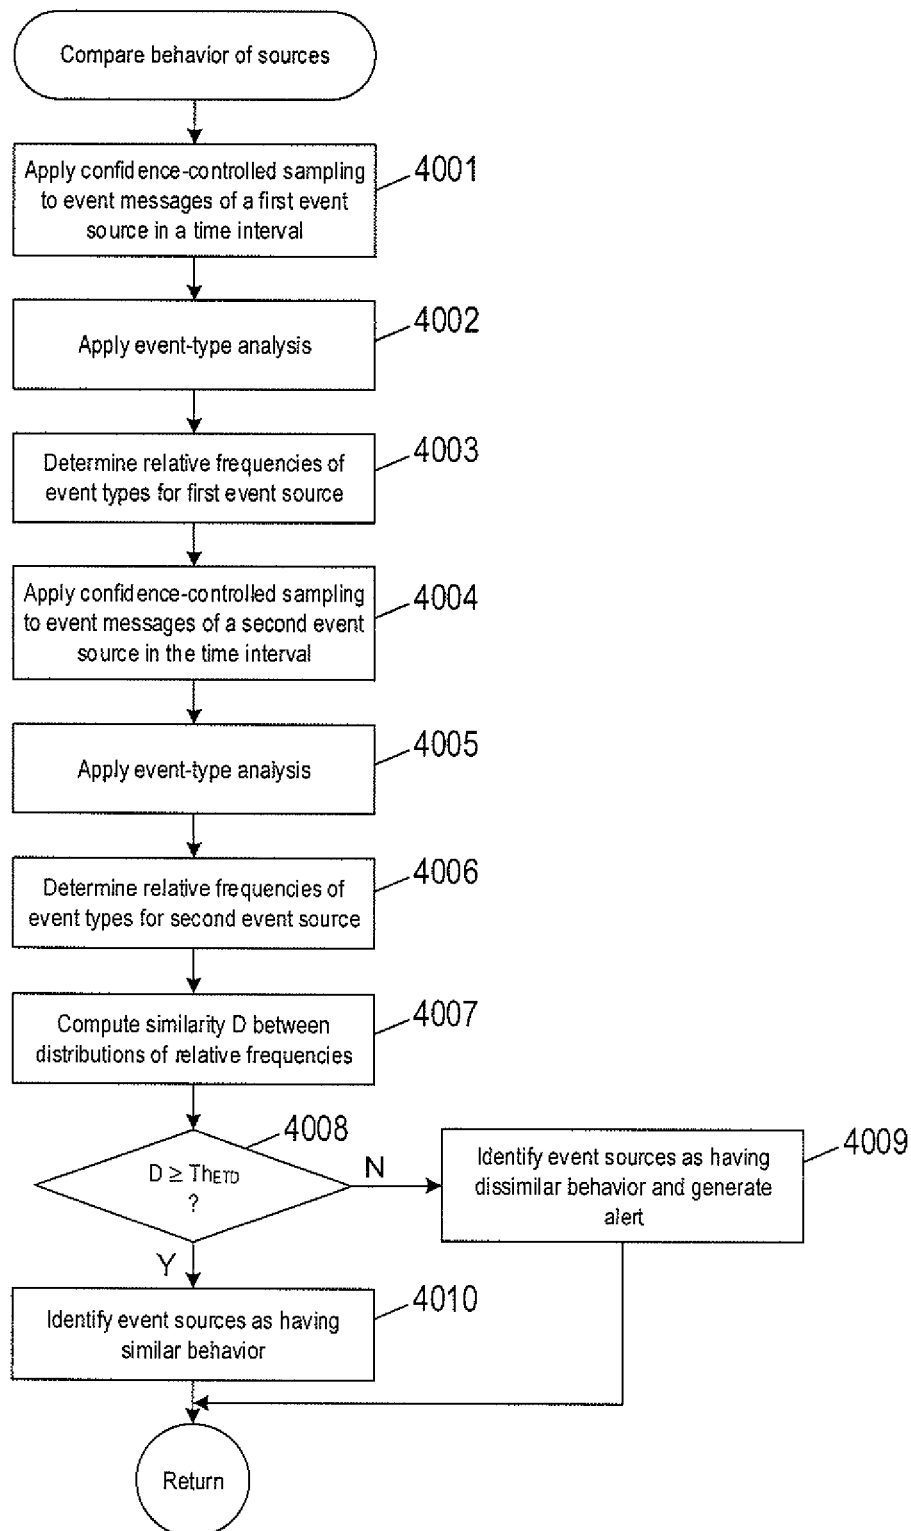 Compare behavior of sources
Apply confidence-controlled sampling
to event messages of a first event
source in a time interval
4001
Apply event-type analysis
4002
Determine relative frequencies of
event types for first event source
4003
Apply confidence-controlled sampling
to event messages of a second event
source in the time interval
4004
Apply event-type analysis
4005
Determine relative frequencies of
event types for second event source
4006
Compute similarity D between
distributions of relative frequencies
4007
D ≥ ThETD
?
4008
N
Identify event sources as having
dissimilar behavior and generate
alert
4009
Y
Identify event sources as having
similar behavior
4010
Return